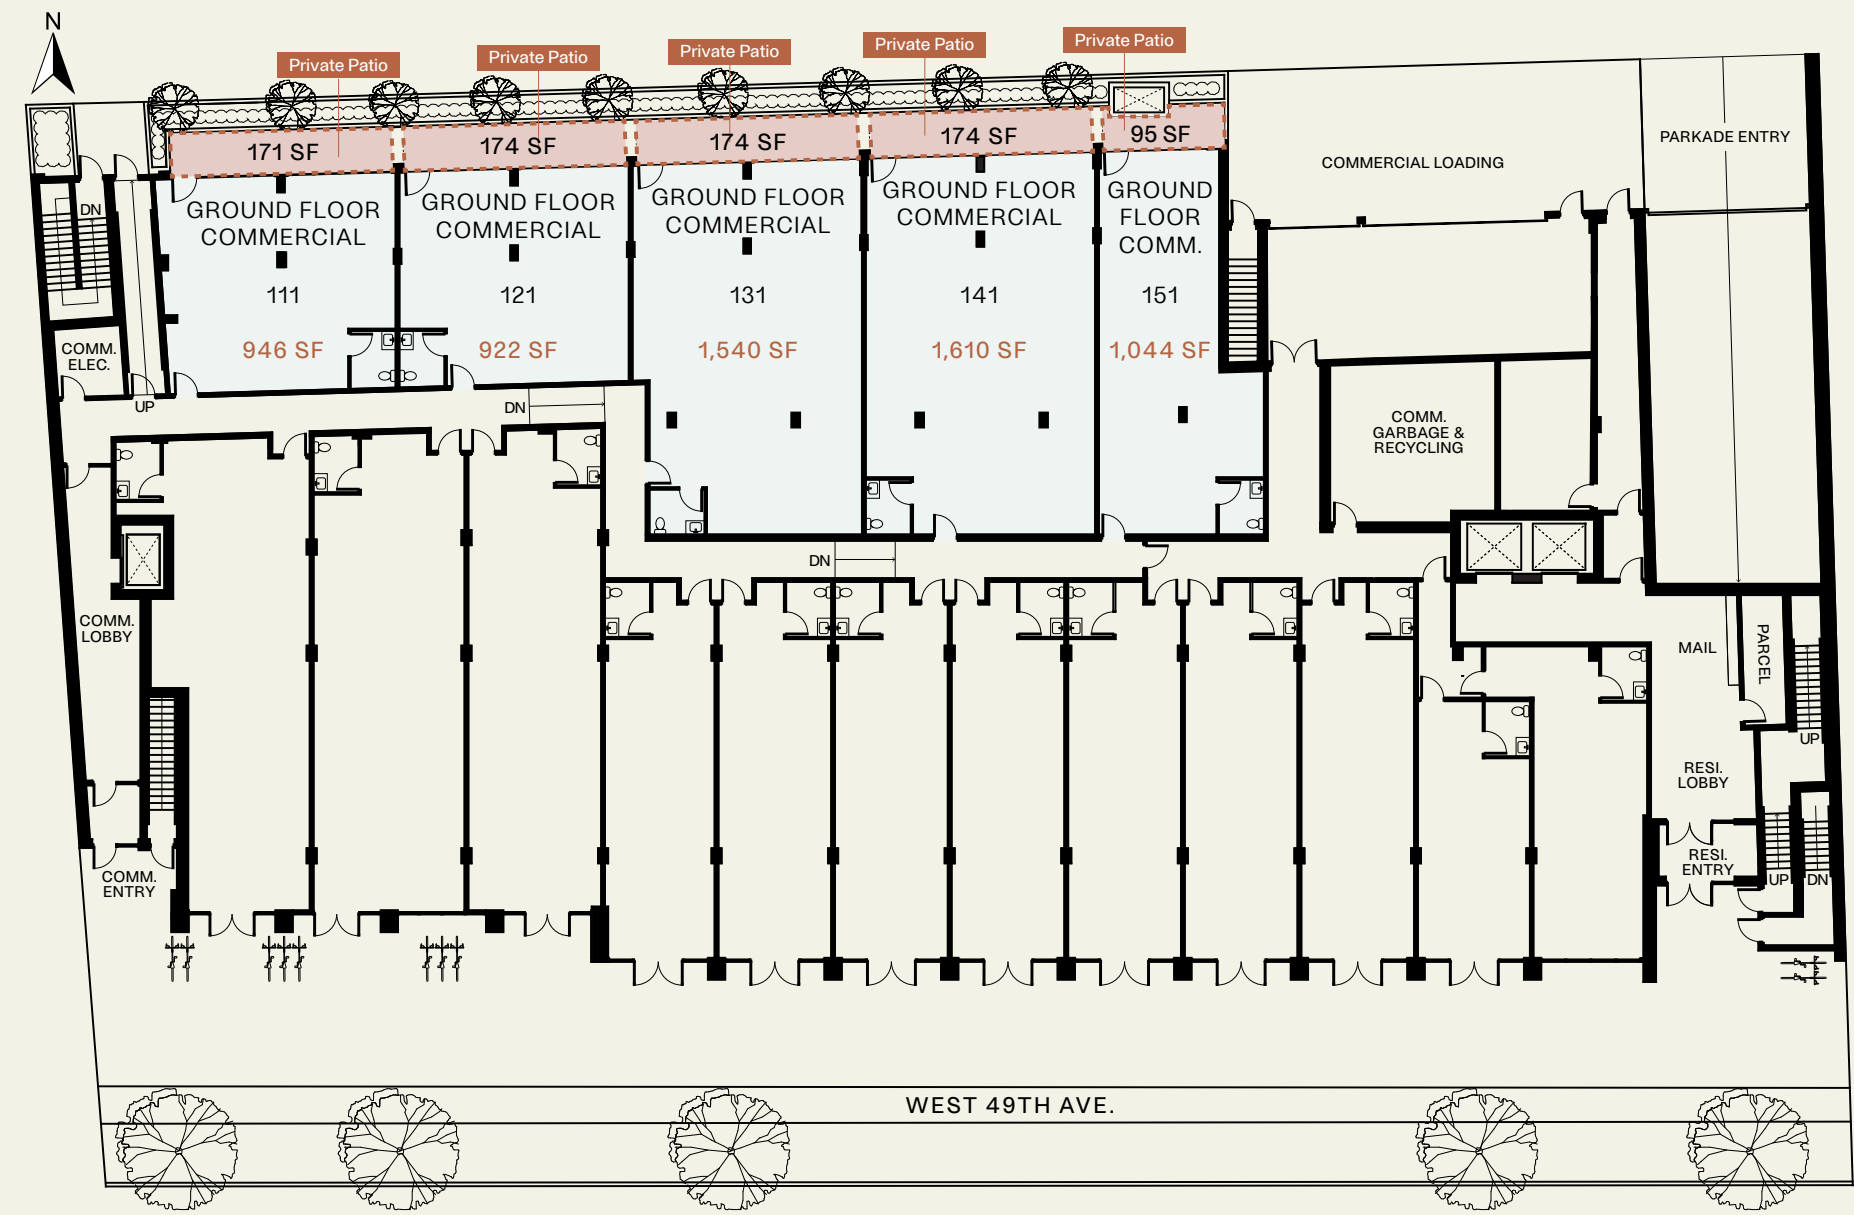 N
Private Patio
Private Patio
Private Patio
Private Patio
Private Patio
171 SF
174 SF
174 SF
174 SF
95 SF
PARKADE ENTRY
COMMERCIAL LOADING
DN
GROUND FLOOR
COMMERCIAL
111
946 SF
GROUND FLOOR
COMMERCIAL
121
922 SF
GROUND FLOOR
COMMERCIAL
131
1,540 SF
GROUND FLOOR
COMMERCIAL
141
1,610 SF
GROUND
FLOOR
COMM.
151
1,044 SF
COMM.
ELEC.
UP
DN
COMM.
GARBAGE &
RECYCLING
DN
COMM.
LOBBY
MAIL
PARCEL
UP
RESI.
LOBBY
RESI.
ENTRY
UP
DN
COMM.
ENTRY
WEST 49TH AVE.